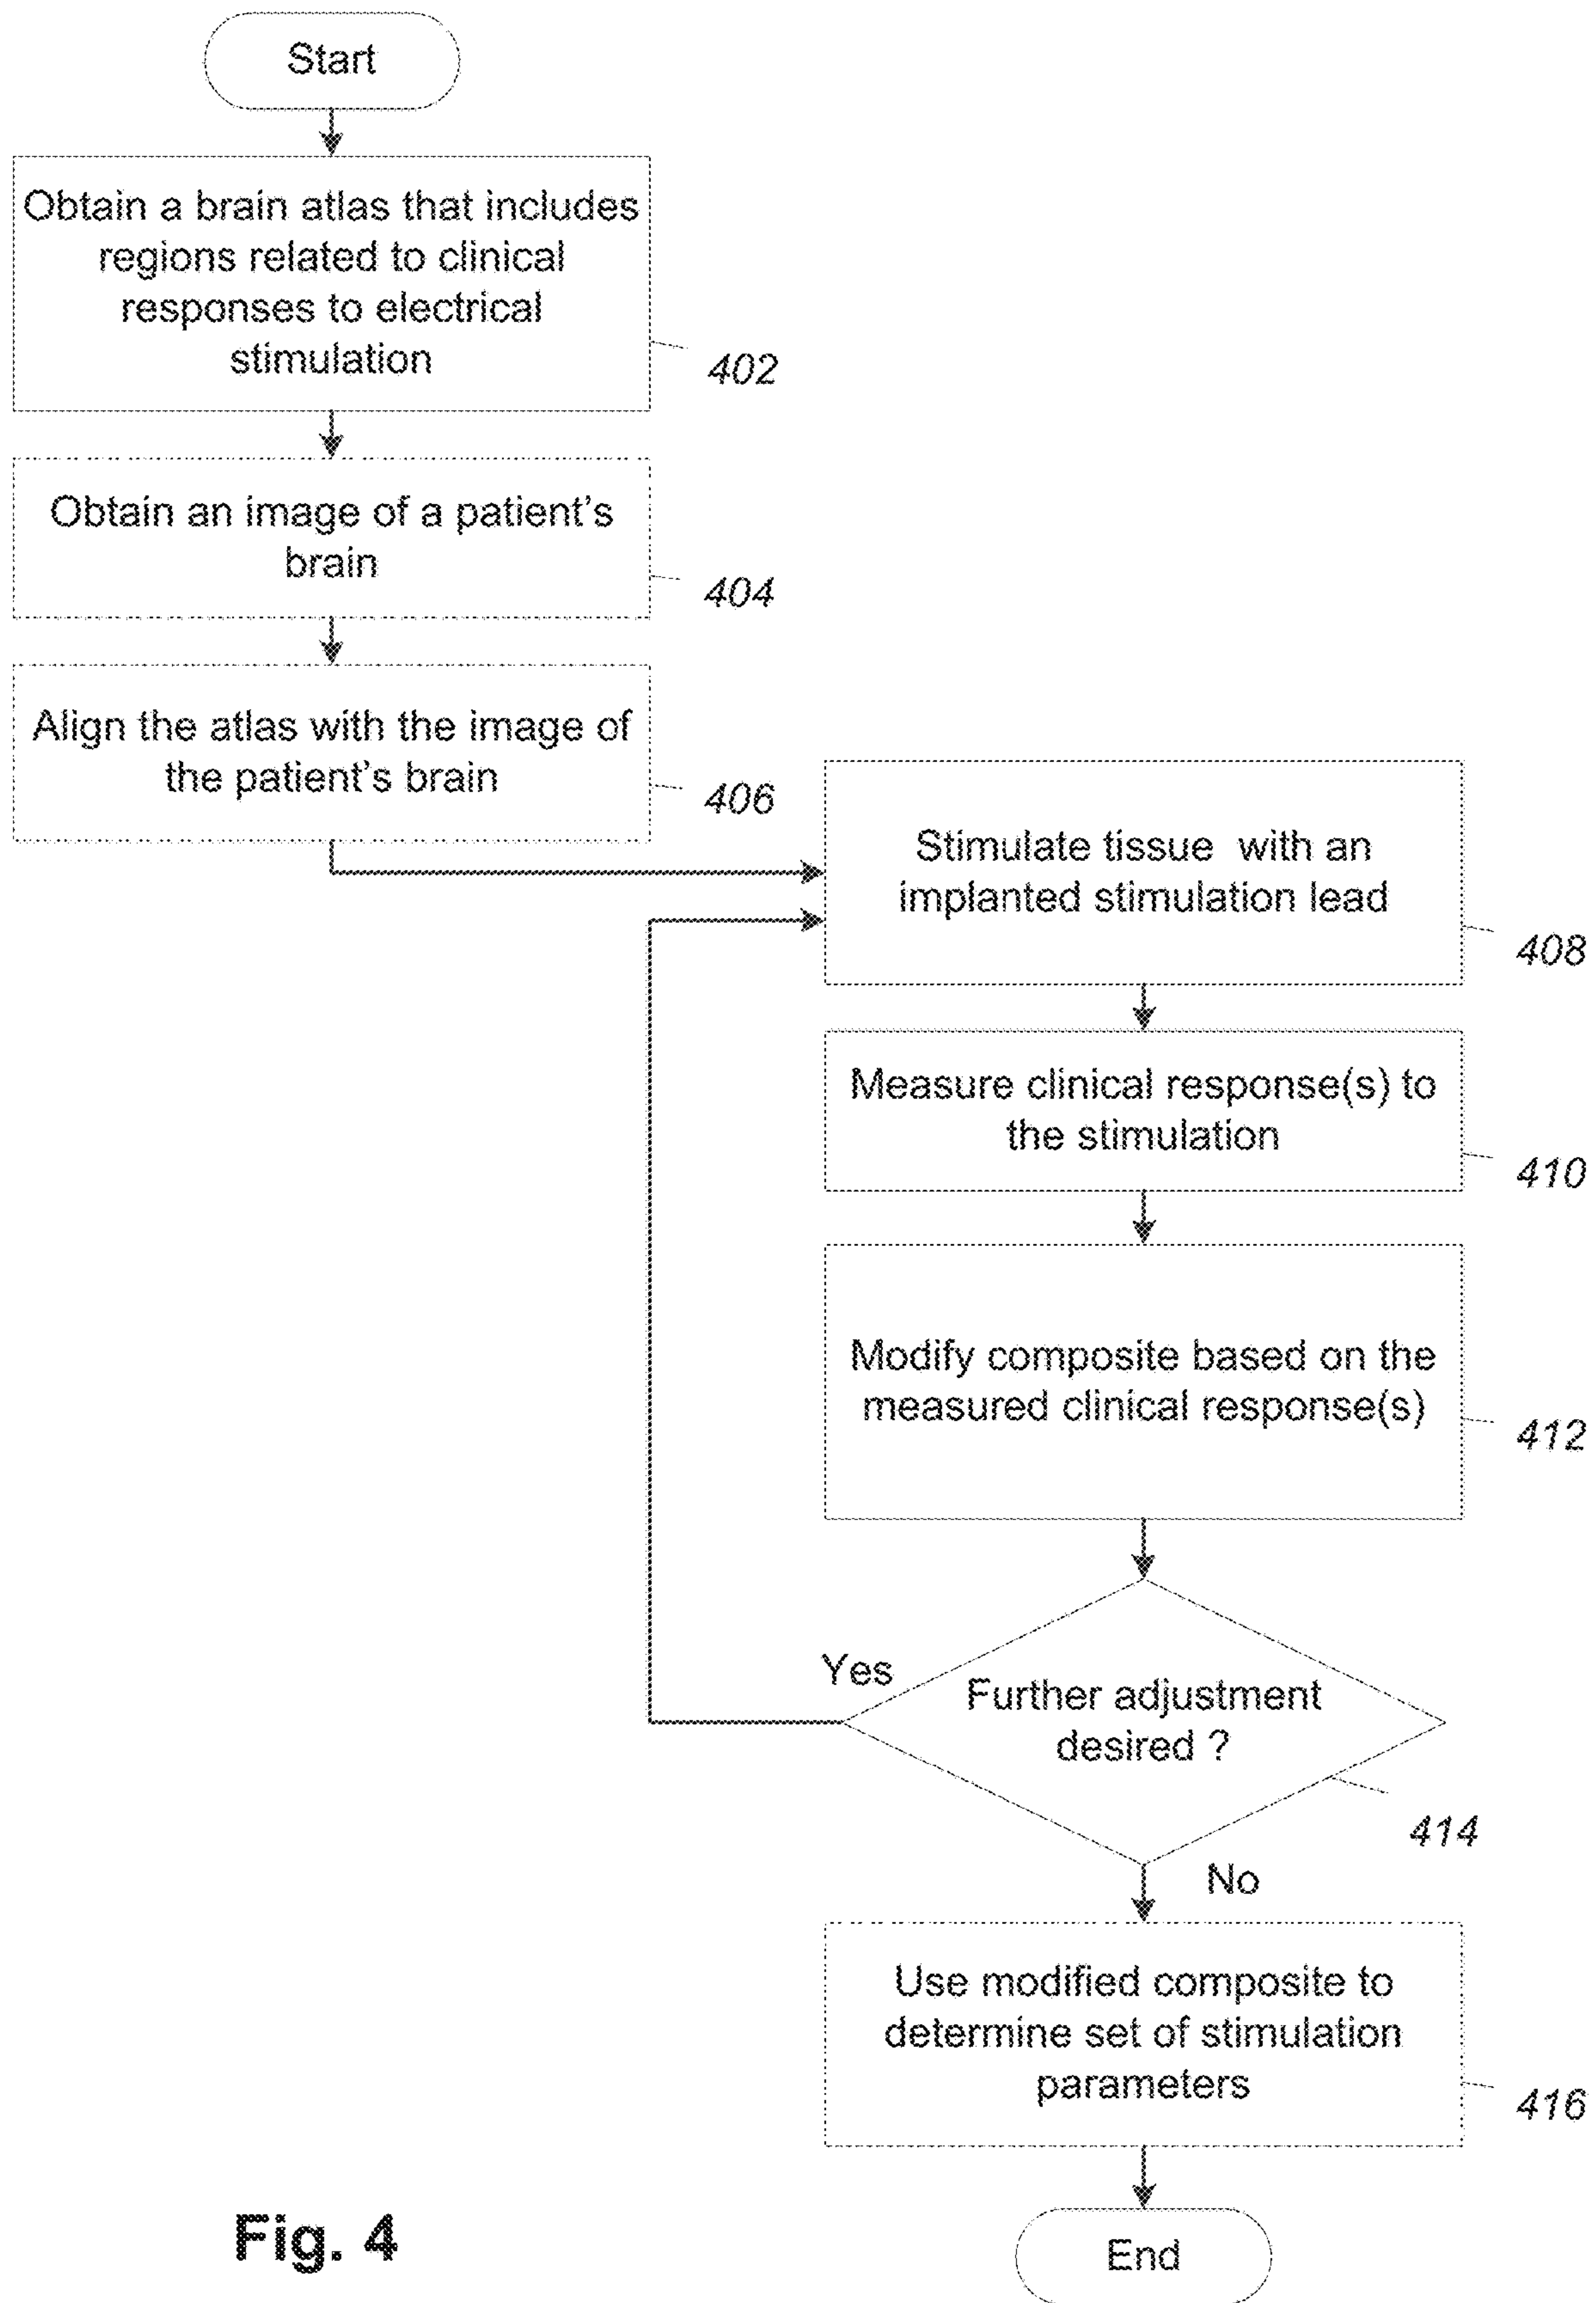 Start
Obtain a brain atlas that includes
regions related to clinical
responses to electrical
stimulation
402
Obtain an image of a patient's
brain
404
Align the atlas with the image of
the patient's brain
406
Stimulate tissue with an
implanted stimulation lead
408
Measure clinical response(s) to
the stimulation
410
Modify composite based on the
measured clinical response(s)
412
Yes
Further adjustment
desired ?
414
No
Use modified composite to
determine set of stimulation
parameters
416
End
Fig. 4